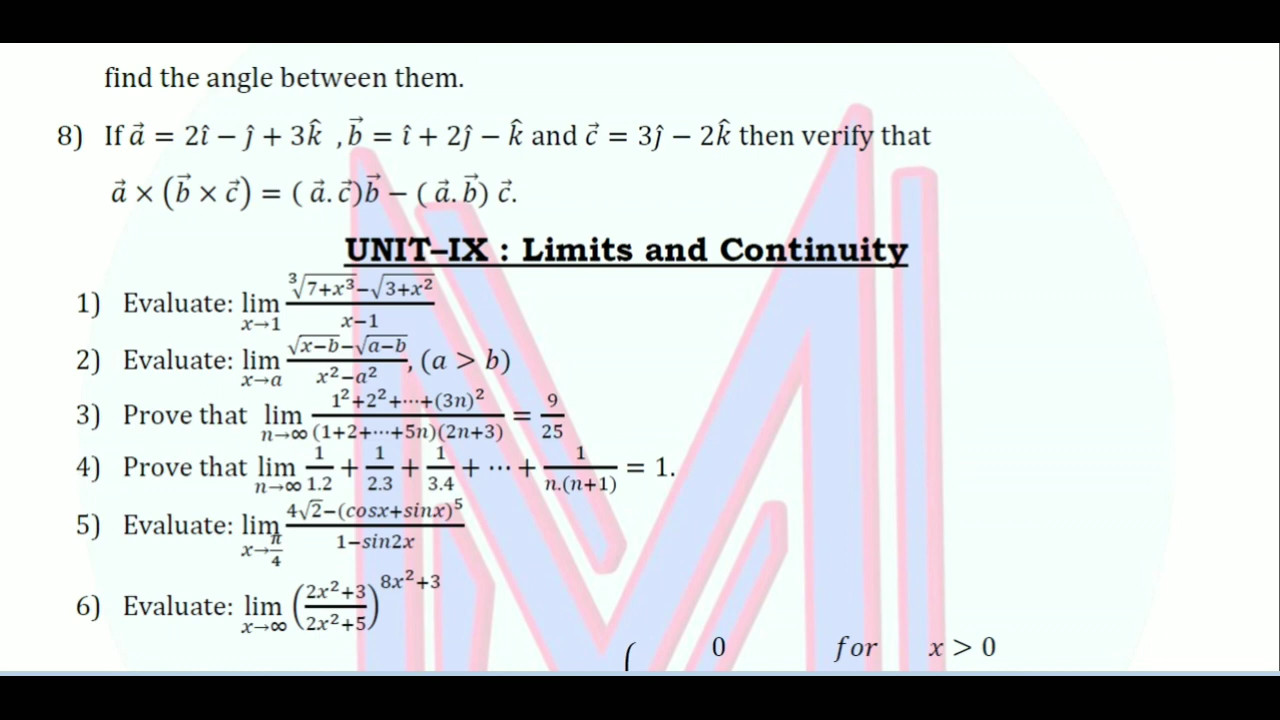 find the angle between them.
8) If a⃗ = 2î − ĵ + 3k̂ , b⃗ = î + 2ĵ − k̂ and c⃗ = 3ĵ − 2k̂ then verify that
a⃗ × (b⃗ × c⃗) = ( a⃗. c⃗)b⃗ − ( a⃗. b⃗) c⃗.
UNIT–IX : Limits and Continuity
1) Evaluate: lim x→1 (∛(7+x³)−√(3+x²))/(x−1)
2) Evaluate: lim x→a (√(x−b)−√(a−b))/(x²−a²), (a > b)
3) Prove that lim n→∞ (1²+2²+⋯+(3n)²)/((1+2+⋯+5n)(2n+3)) = 9/25
4) Prove that lim n→∞ 1/1.2 + 1/2.3 + 1/3.4 + ⋯ + 1/n.(n+1) = 1.
5) Evaluate: lim x→π/4 (4√2−(cosx+sinx)⁵)/(1−sin2x)
6) Evaluate: lim x→∞ ((2x²+3)/(2x²+5))^(8x²+3)
0 for x > 0